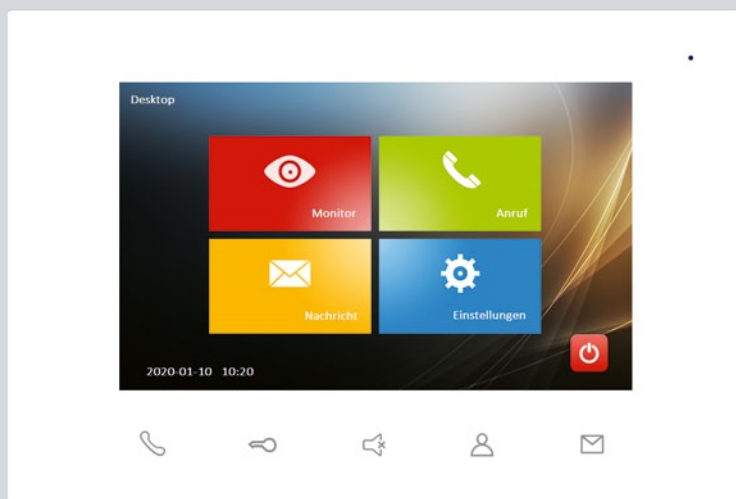 Desktop
Monitor
Anruf
Nachricht
Einstellungen
2020-01-10 10:20